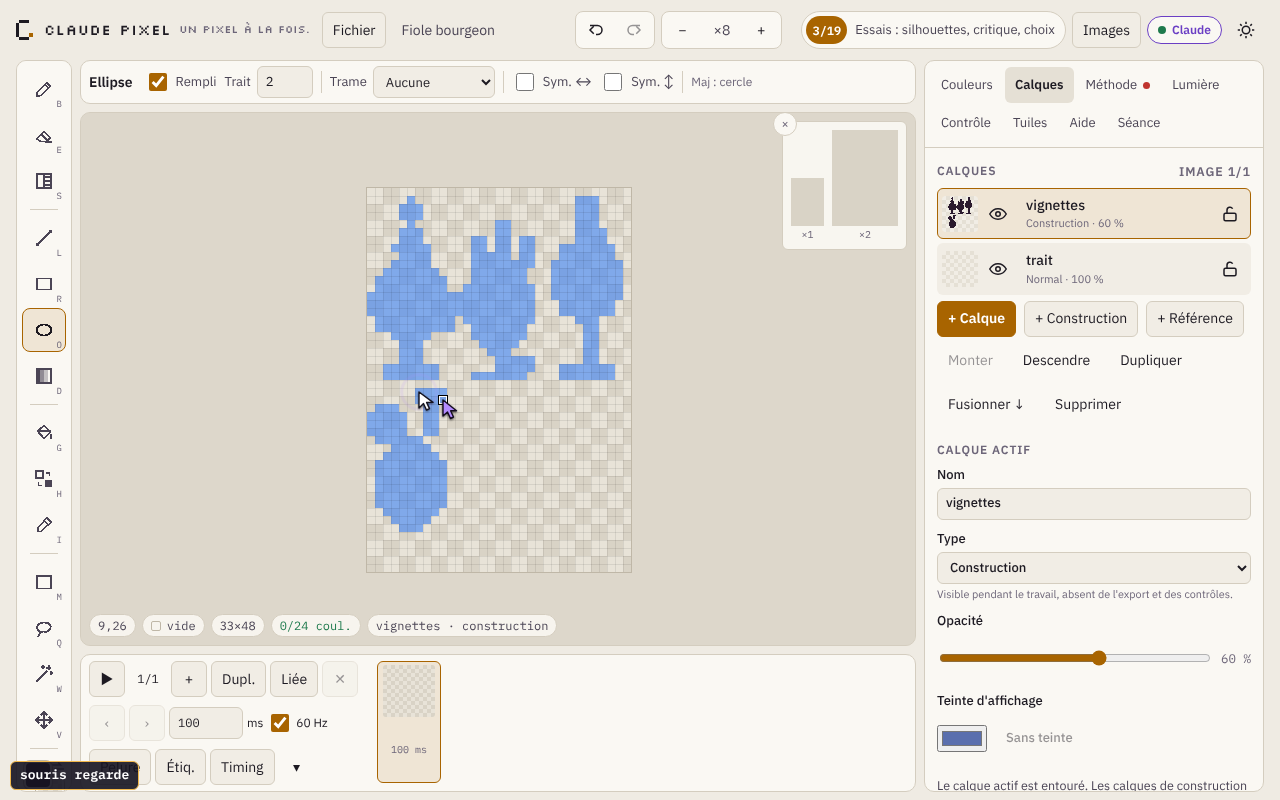 CLAUDE PIXEL UN PIXEL À LA FOIS. Fichier Fiole bourgeon − ×8 + 3/19 Essais : silhouettes, critique, choix Images Claude
Ellipse Rempli Trait 2 Trame Aucune Sym. ↔ Sym. ↕ Maj : cercle
B
E
S
L
R
O
D
G
H
I
M
Q
W
V
×
×1 ×2
9,26 vide 33×48 0/24 coul. vignettes · construction
1/1 + Dupl. Liée ✕
‹ › 100 ms 60 Hz
Étiq. Timing ▼
100 ms
souris regarde
Couleurs Calques Méthode Lumière
Contrôle Tuiles Aide Séance
CALQUES IMAGE 1/1
vignettes
Construction · 60 %
trait
Normal · 100 %
+ Calque + Construction + Référence
Monter Descendre Dupliquer
Fusionner ↓ Supprimer
CALQUE ACTIF
Nom
vignettes
Type
Construction
Visible pendant le travail, absent de l'export et des contrôles.
Opacité
60 %
Teinte d'affichage
Sans teinte
Le calque actif est entouré. Les calques de construction